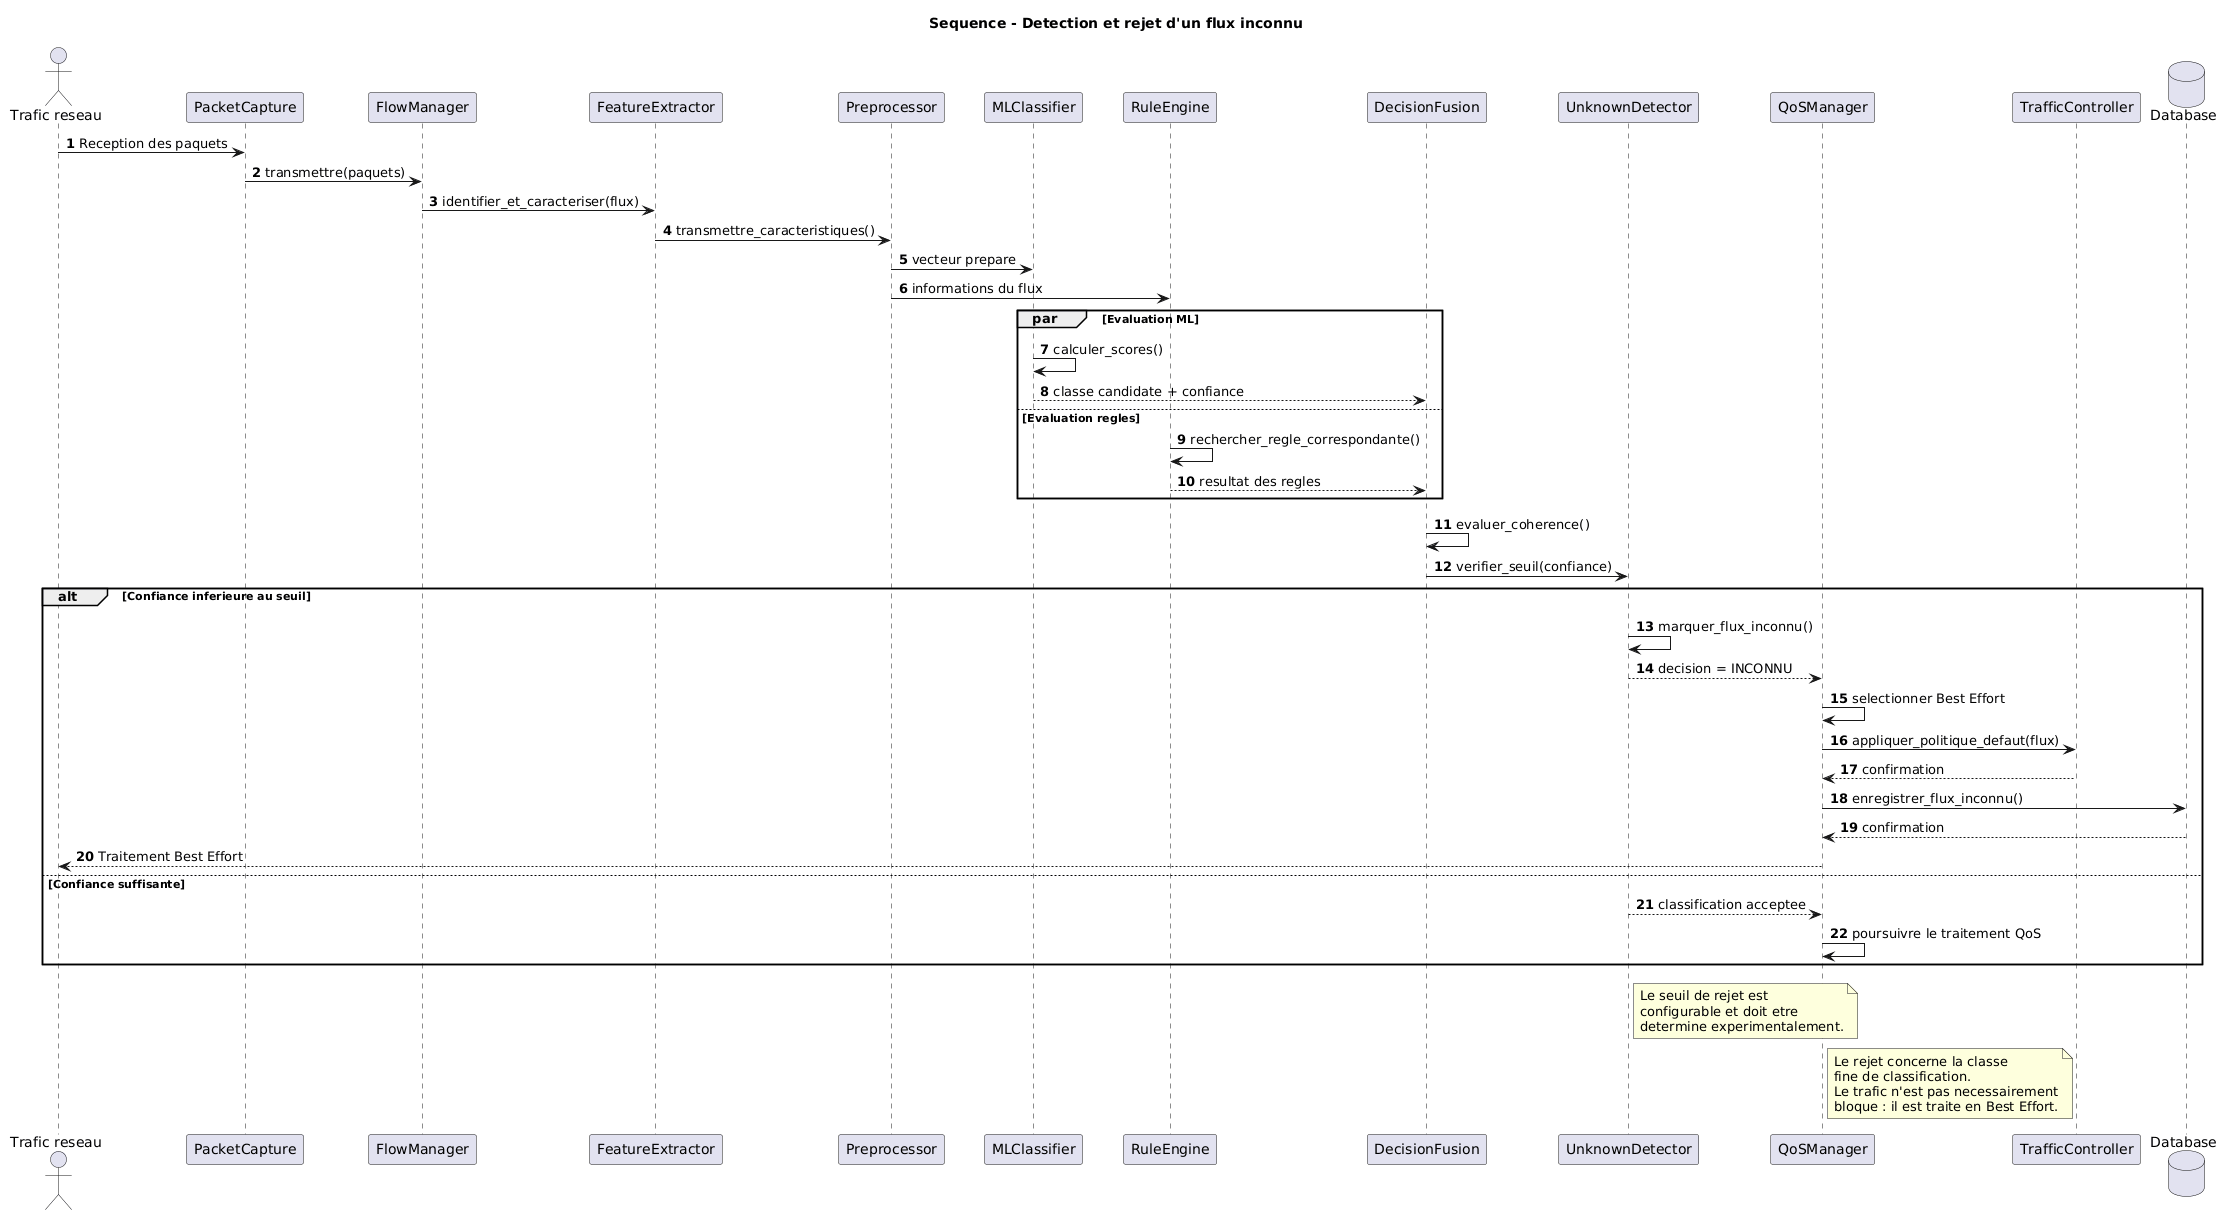 Sequence - Detection et rejet d'un flux inconnu
Trafic reseau
PacketCapture
FlowManager
FeatureExtractor
Preprocessor
MLClassifier
RuleEngine
DecisionFusion
UnknownDetector
QoSManager
TrafficController
Database
1 Reception des paquets
2 transmettre(paquets)
3 identifier_et_caracteriser(flux)
4 transmettre_caracteristiques()
5 vecteur prepare
6 informations du flux
par [Evaluation ML]
7 calculer_scores()
8 classe candidate + confiance
[Evaluation regles]
9 rechercher_regle_correspondante()
10 resultat des regles
11 evaluer_coherence()
12 verifier_seuil(confiance)
alt [Confiance inferieure au seuil]
13 marquer_flux_inconnu()
14 decision = INCONNU
15 selectionner Best Effort
16 appliquer_politique_defaut(flux)
17 confirmation
18 enregistrer_flux_inconnu()
19 confirmation
20 Traitement Best Effort
[Confiance suffisante]
21 classification acceptee
22 poursuivre le traitement QoS
Le seuil de rejet est
configurable et doit etre
determine experimentalement.
Le rejet concerne la classe
fine de classification.
Le trafic n'est pas necessairement
bloque : il est traite en Best Effort.
Trafic reseau
PacketCapture
FlowManager
FeatureExtractor
Preprocessor
MLClassifier
RuleEngine
DecisionFusion
UnknownDetector
QoSManager
TrafficController
Database